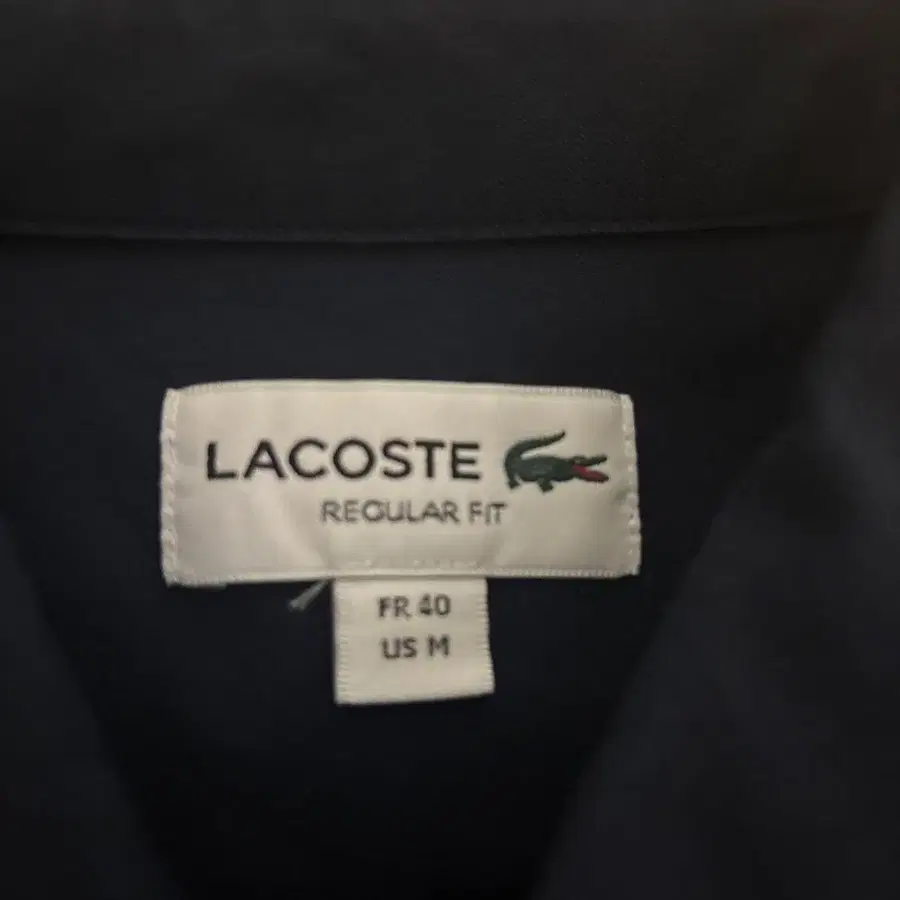 LACOSTE
REGULAR FIT
FR 40
US M